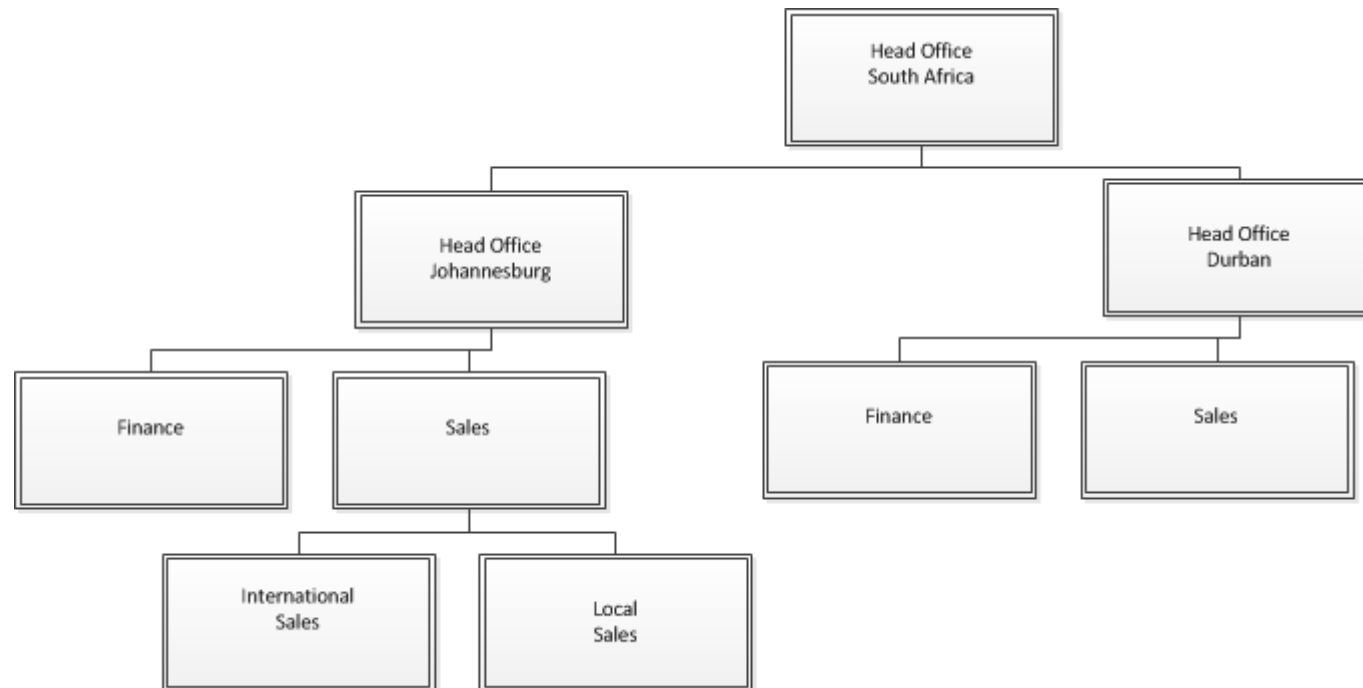 Head Office
South Africa
Head Office
Johannesburg
Head Office
Durban
Finance
Sales
Finance
Sales
International
Sales
Local
Sales